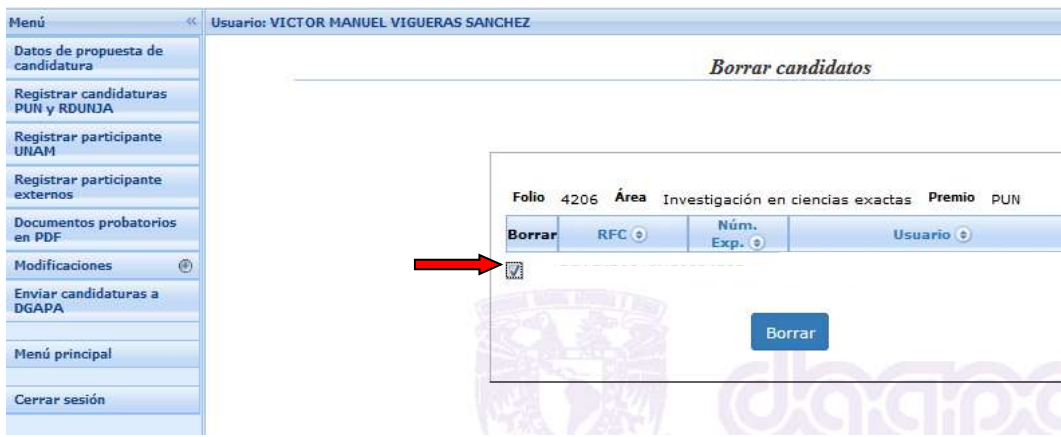 Menú
Usuario: VICTOR MANUEL VIGUERAS SANCHEZ
Datos de propuesta de
candidatura
Registrar candidaturas
PUN y RDUNJA
Registrar participante
UNAM
Registrar participante
externos
Documentos probatorios
en PDF
Modificaciones
Enviar candidaturas a
DGAPA
Menú principal
Cerrar sesión
Borrar candidatos
Folio 4206 Área Investigación en ciencias exactas Premio PUN
Borrar RFC Núm. Exp. Usuario
Borrar
dgapa